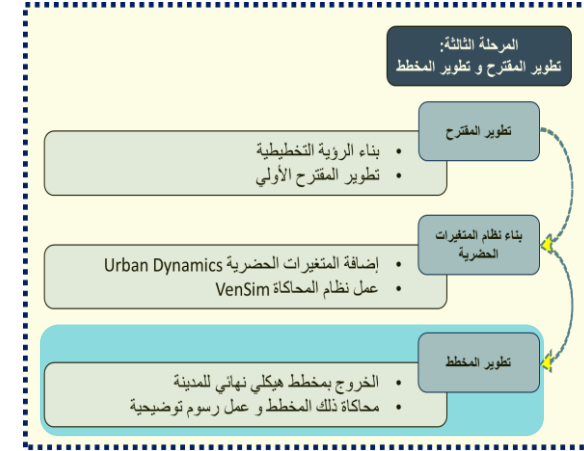 المرحلة الثالثة:
تطوير المقترح و تطوير المخطط
تطوير المقترح
• بناء الرؤية التخطيطية
• تطوير المقترح الأولي
بناء نظام المتغيرات
الحضرية
• إضافة المتغيرات الحضرية Urban Dynamics
• عمل نظام المحاكاة VenSim
تطوير المخطط
• الخروج بمخطط هيكلي نهائي للمدينة
• محاكاة ذلك المخطط و عمل رسوم توضيحية